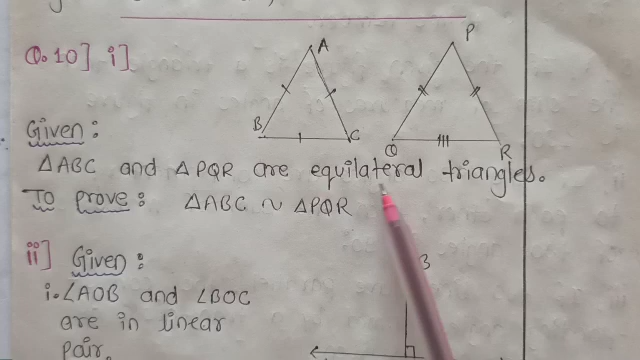 Q.10] i]
A
P
B
C
Q
R
Given:
△ABC and △PQR are equilateral triangles.
To prove: △ABC ~ △PQR
ii] Given:
B
i. ∠AOB and ∠BOC
are in linear
pair.